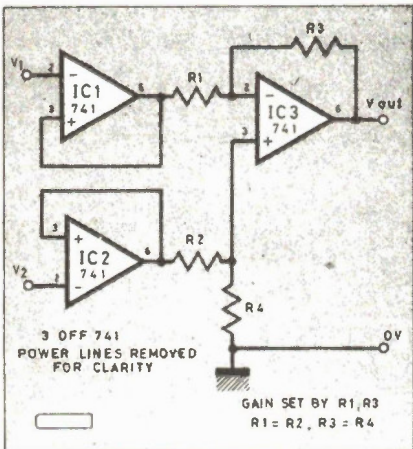 V1
2
-
IC1
741
3
+
6
R1
R3
2
-
IC3
741
3
+
6
Vout
3
+
IC2
741
6
V2
2
-
R2
R4
3 OFF 741
POWER LINES REMOVED
FOR CLARITY
0V
GAIN SET BY R1,R3
R1=R2, R3=R4